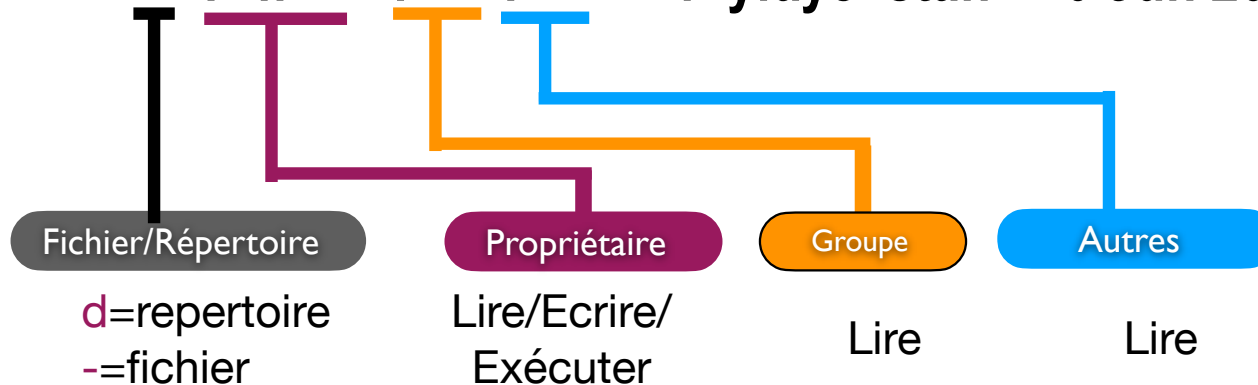 Fichier/Répertoire
Propriétaire
Groupe
Autres
d=repertoire
-=fichier
Lire/Ecrire/
Exécuter
Lire
Lire